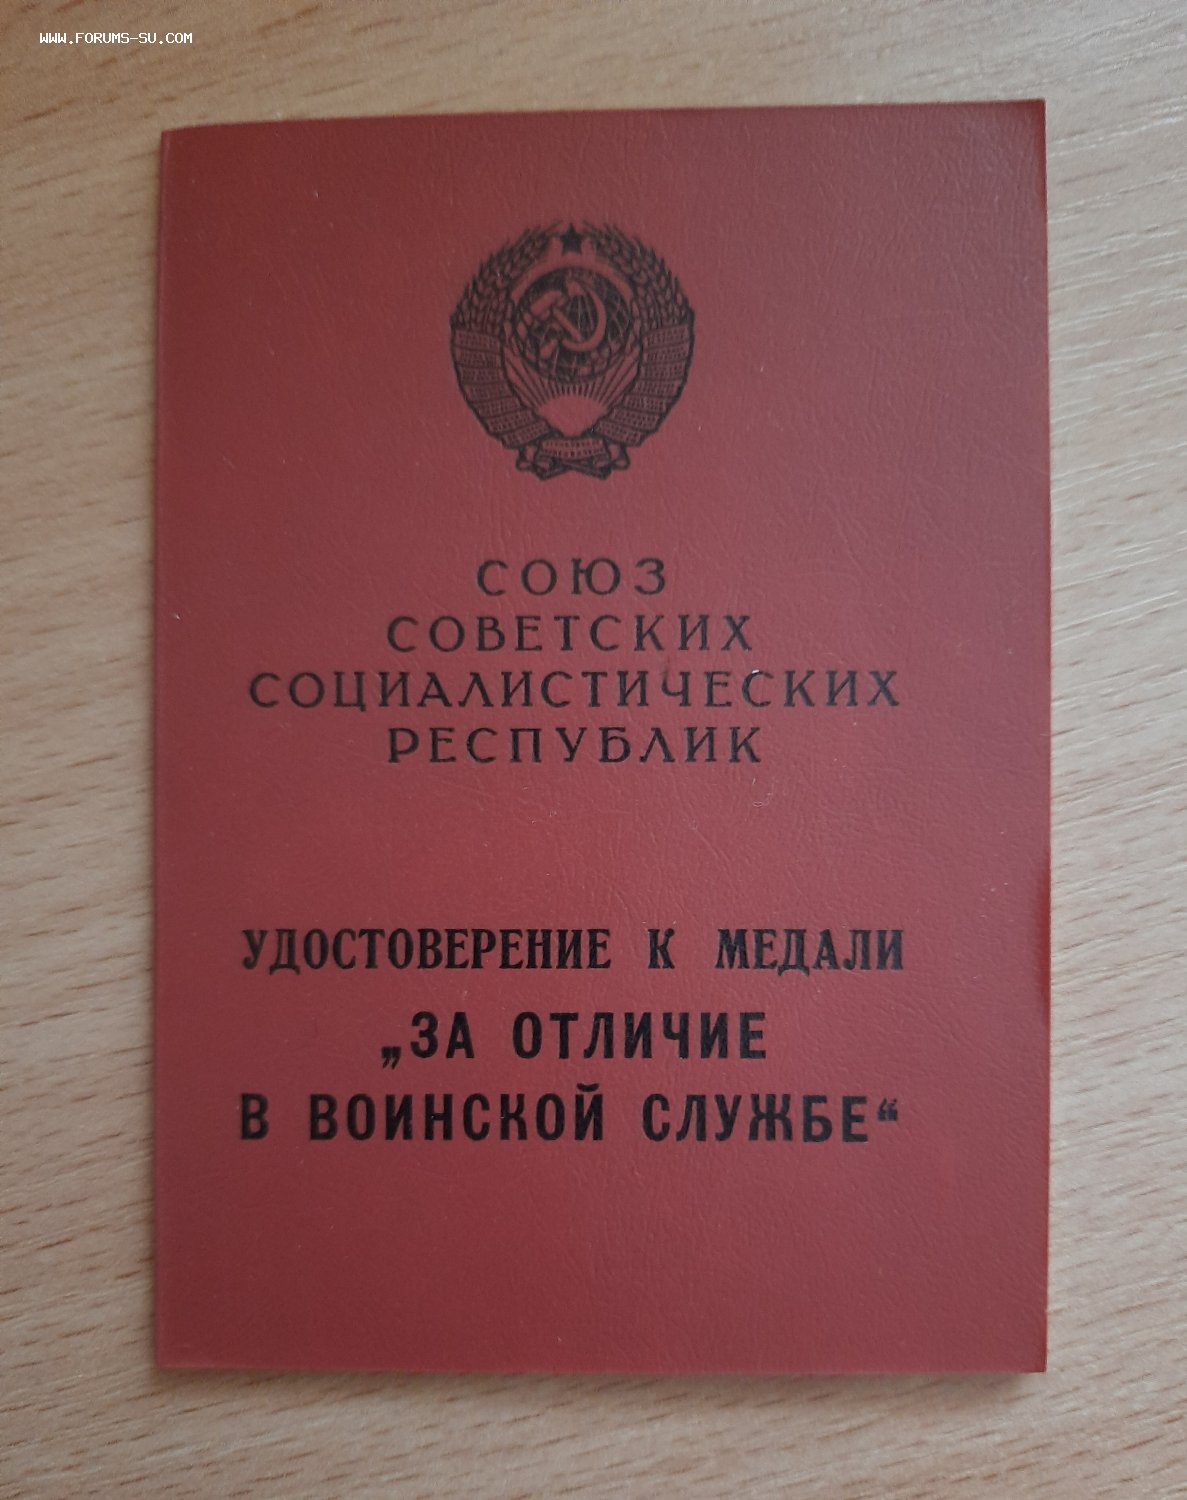 WWW.FORUMS-SU.COM
СОЮЗ
СОВЕТСКИХ
СОЦИАЛИСТИЧЕСКИХ
РЕСПУБЛИК
УДОСТОВЕРЕНИЕ К МЕДАЛИ
„ЗА ОТЛИЧИЕ
В ВОИНСКОЙ СЛУЖБЕ“